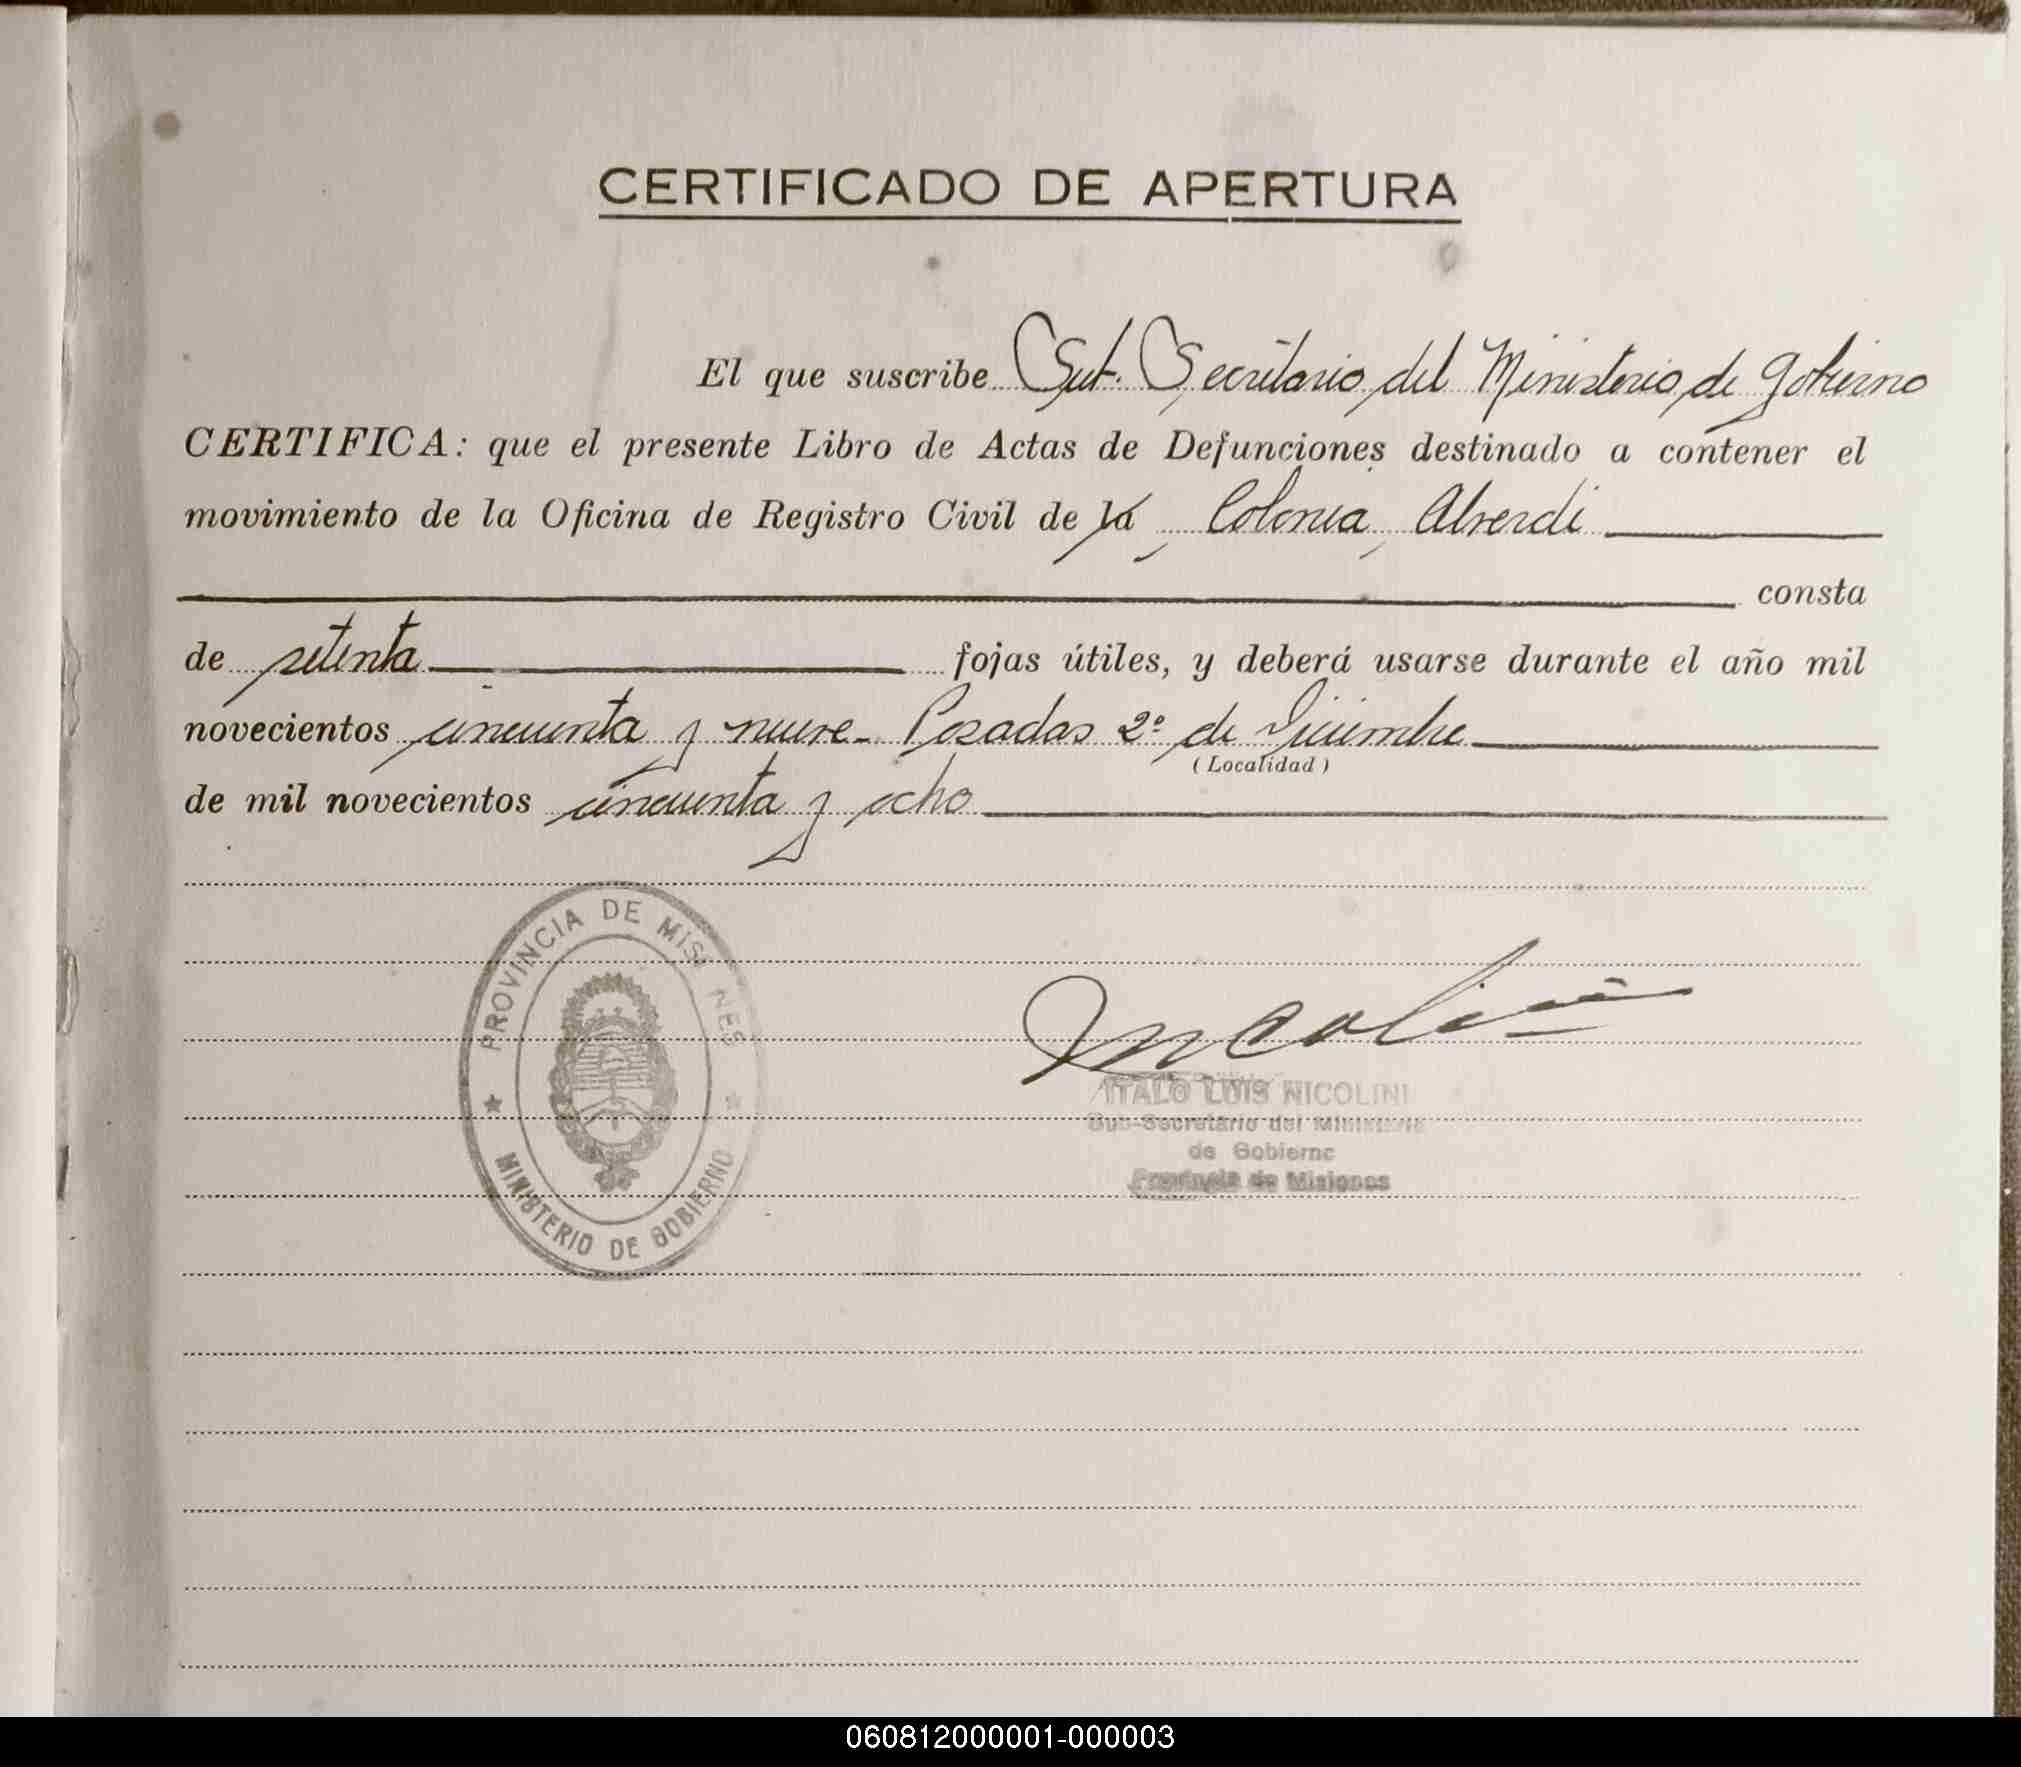 CERTIFICADO DE APERTURA
El que suscribe Sub. Secretario del Ministerio de Gobierno
CERTIFICA: que el presente Libro de Actas de Defunciones destinado a contener el
movimiento de la Oficina de Registro Civil de la Colonia Alberdi
consta
de setenta fojas útiles, y deberá usarse durante el año mil
novecientos cincuenta y nueve- Posadas 2º de Diciembre
(Localidad)
de mil novecientos cincuenta y ocho
PROVINCIA DE MISIONES
MINISTERIO DE GOBIERNO
Nicolini
ITALO LUIS NICOLINI
Sub-Secretario del Ministerio
de Gobierno
Provincia de Misiones
060812000001-000003